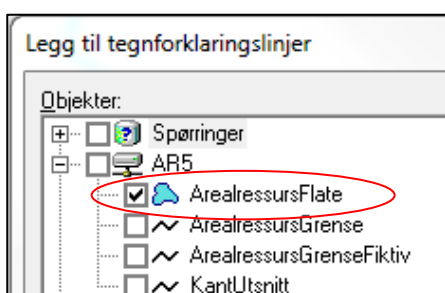 Legg til tegnforklaringslinjer
Objekter:
Spørringer
AR5
ArealressursFlate
ArealressursGrense
ArealressursGrenseFiktiv
KantUtsnitt